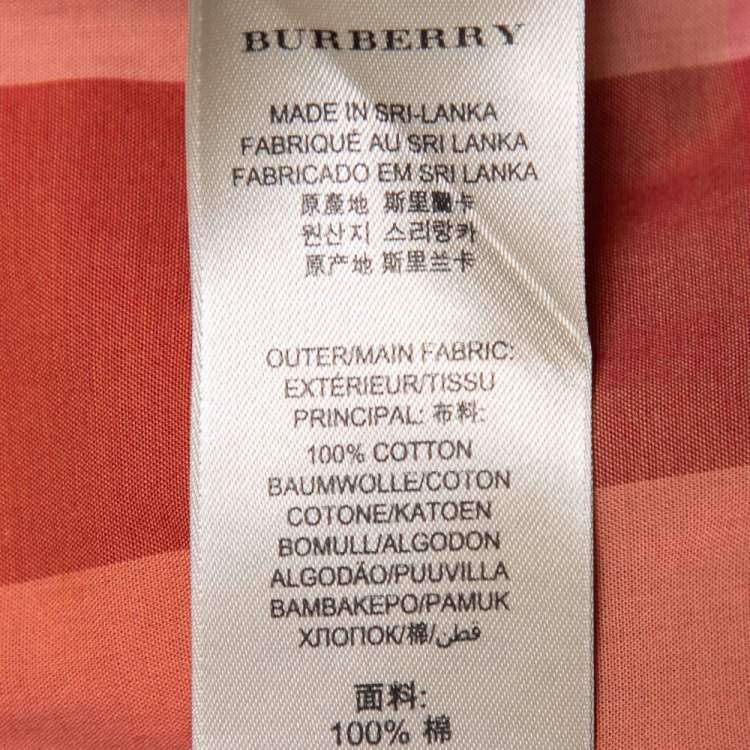 BURBERRY
MADE IN SRI-LANKA
FABRIQUÉ AU SRI LANKA
FABRICADO EM SRI LANKA
原產地 斯里蘭卡
원산지 스리랑카
原产地 斯里兰卡
OUTER/MAIN FABRIC:
EXTÉRIEUR/TISSU
PRINCIPAL: 布料:
100% COTTON
BAUMWOLLE/COTON
COTONE/KATOEN
BOMULL/ALGODON
ALGODÃO/PUUVILLA
BAMBAKEPO/PAMUK
ХЛОПОК/棉/قطن
面料:
100% 棉